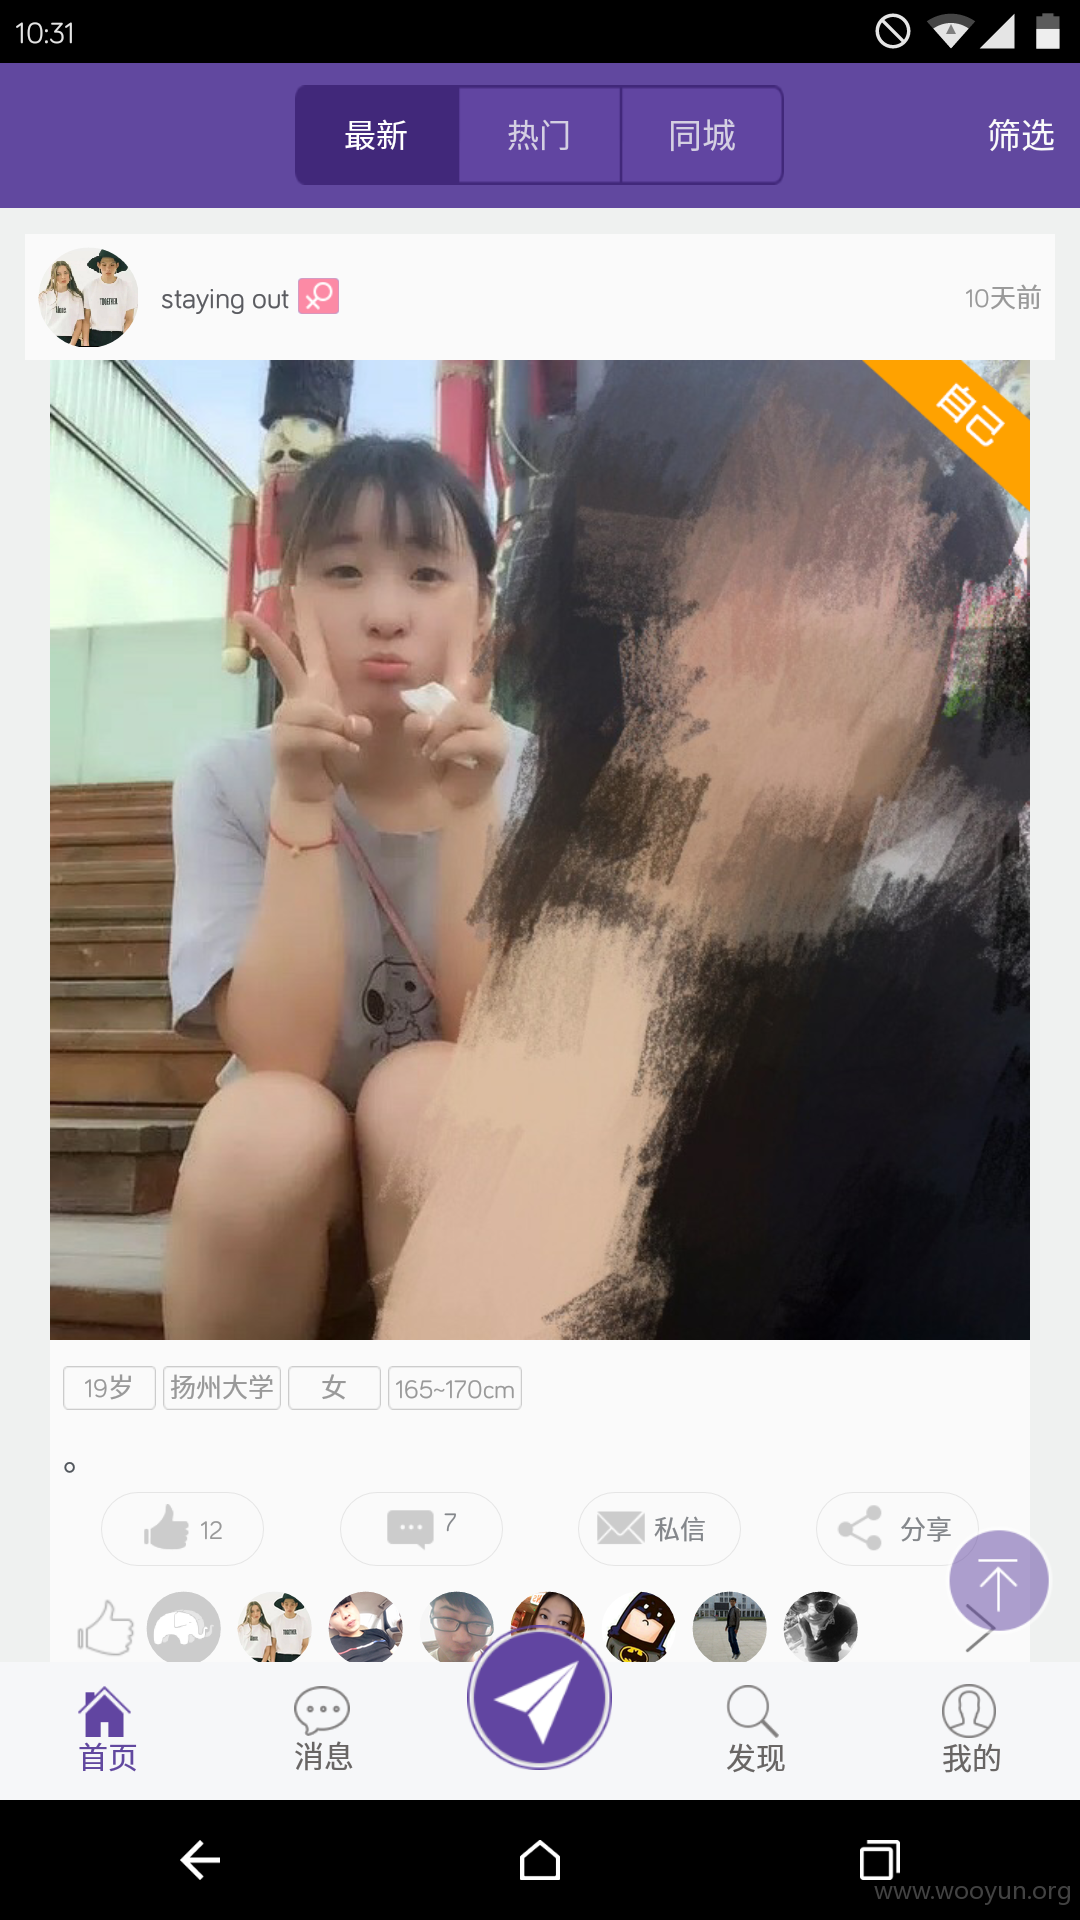 10:31
最新
热门
同城
筛选
staying out
10天前
自己
19岁
扬州大学
女
165~170cm
。
12
7
私信
分享
首页
消息
发现
我的
www.wooyun.org